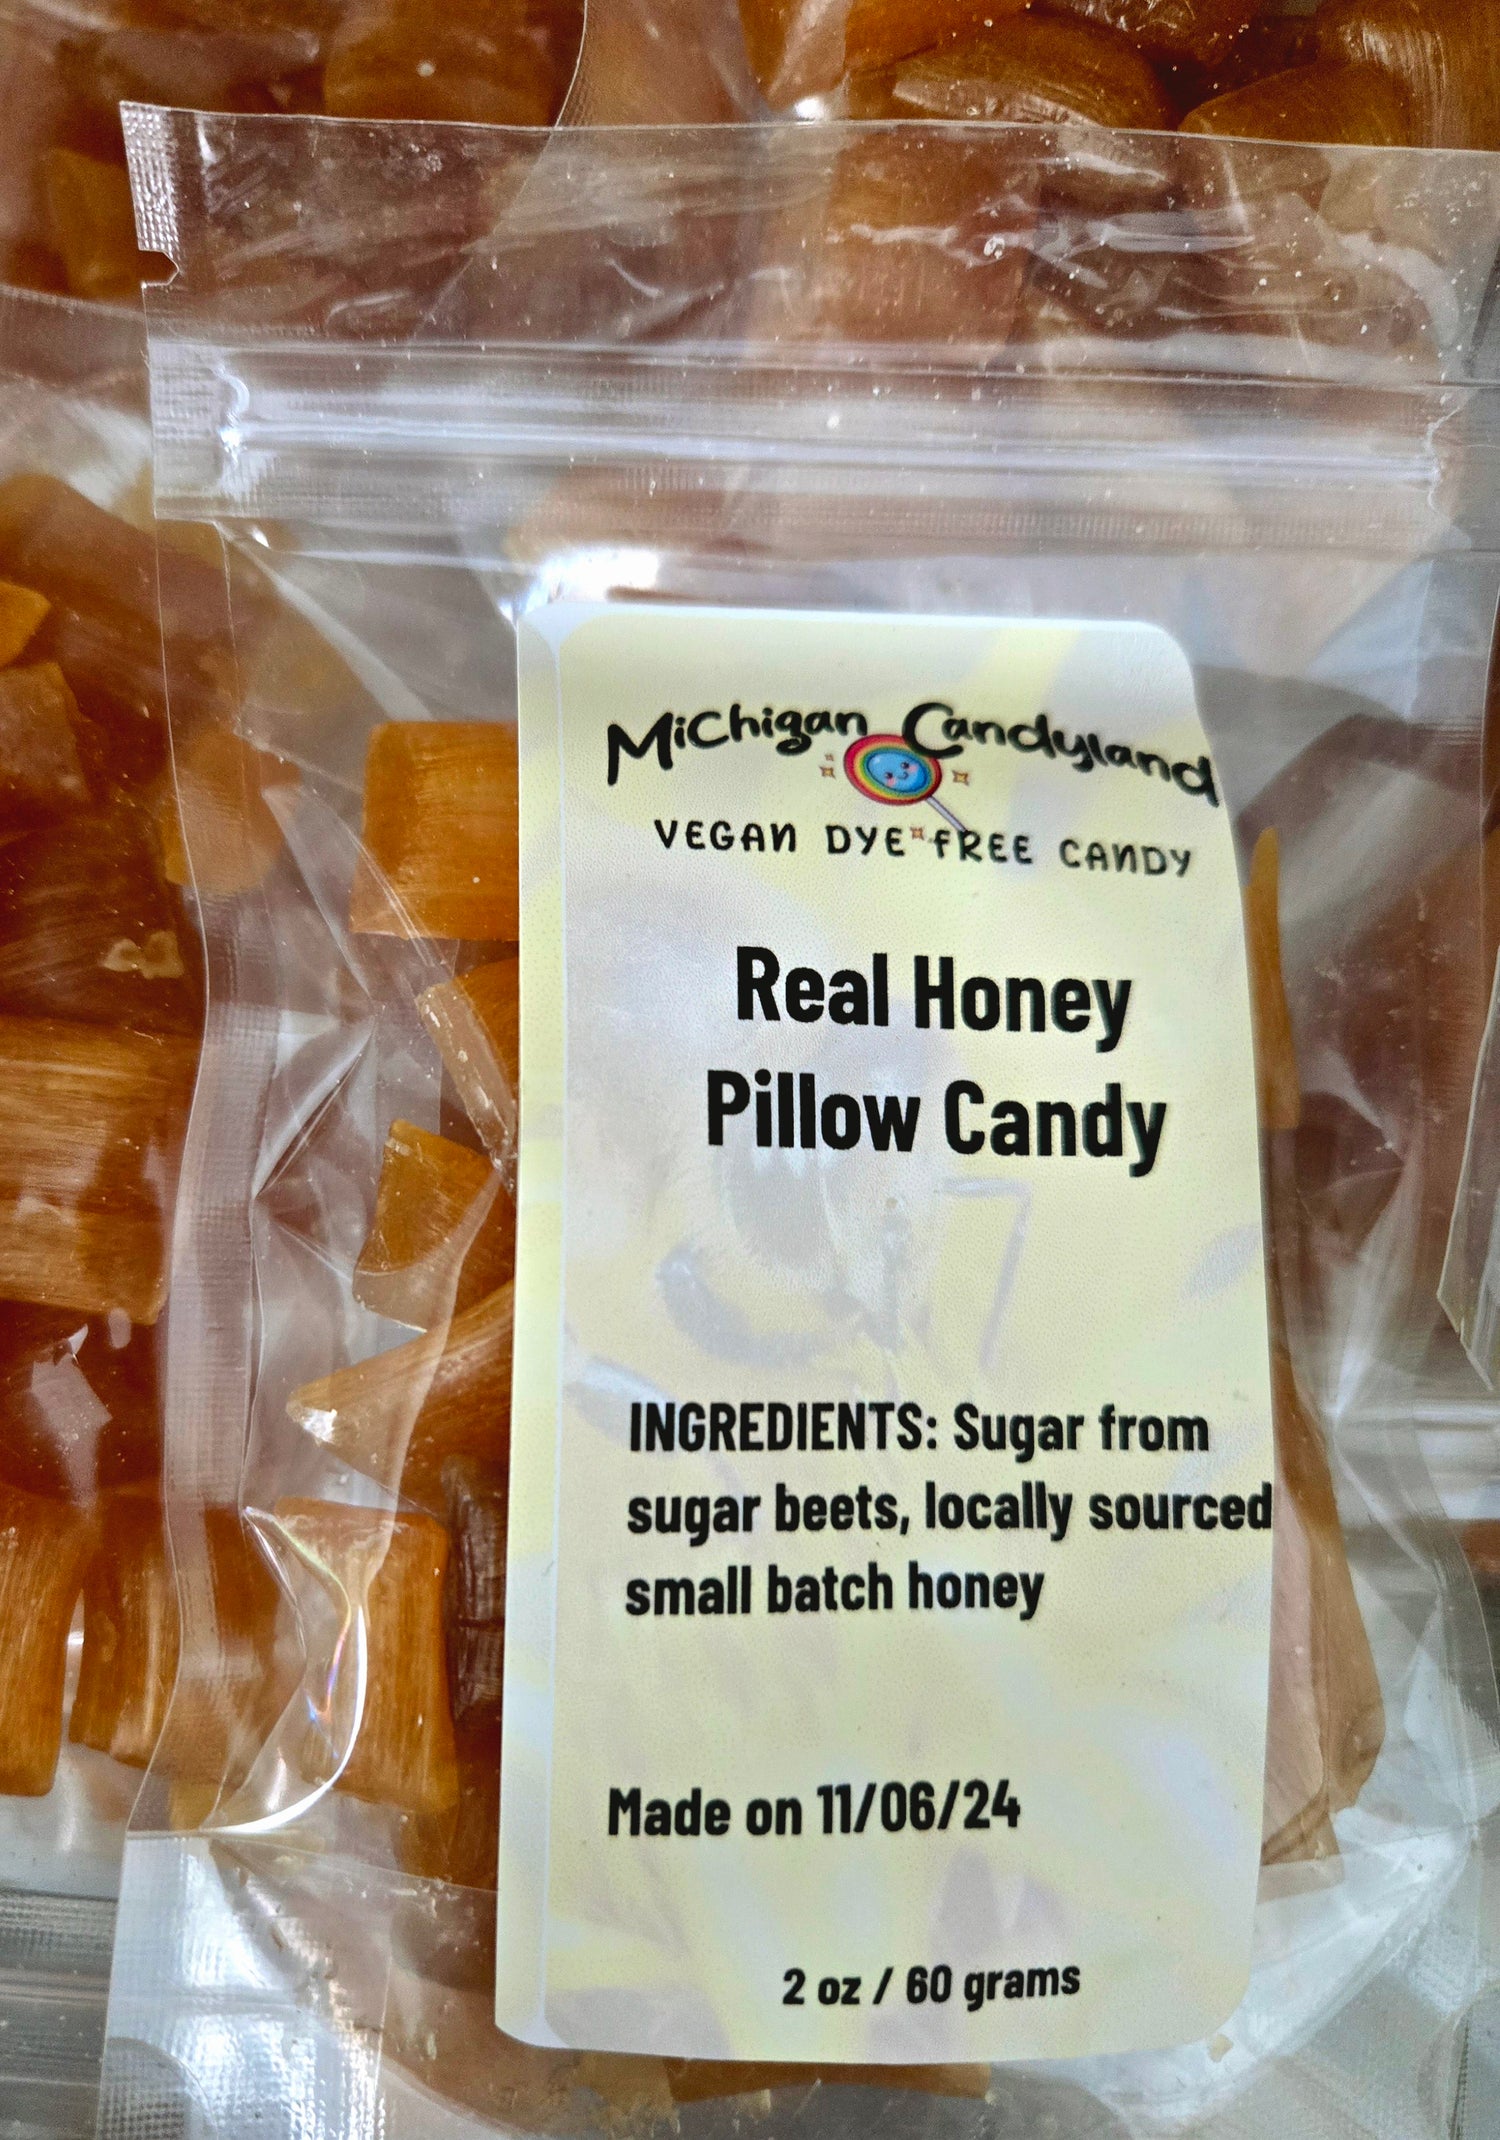 Michigan Candyland
VEGAN DYE FREE CANDY
Real Honey
Pillow Candy
INGREDIENTS: Sugar from
sugar beets, locally sourced
small batch honey
Made on 11/06/24
2 oz / 60 grams